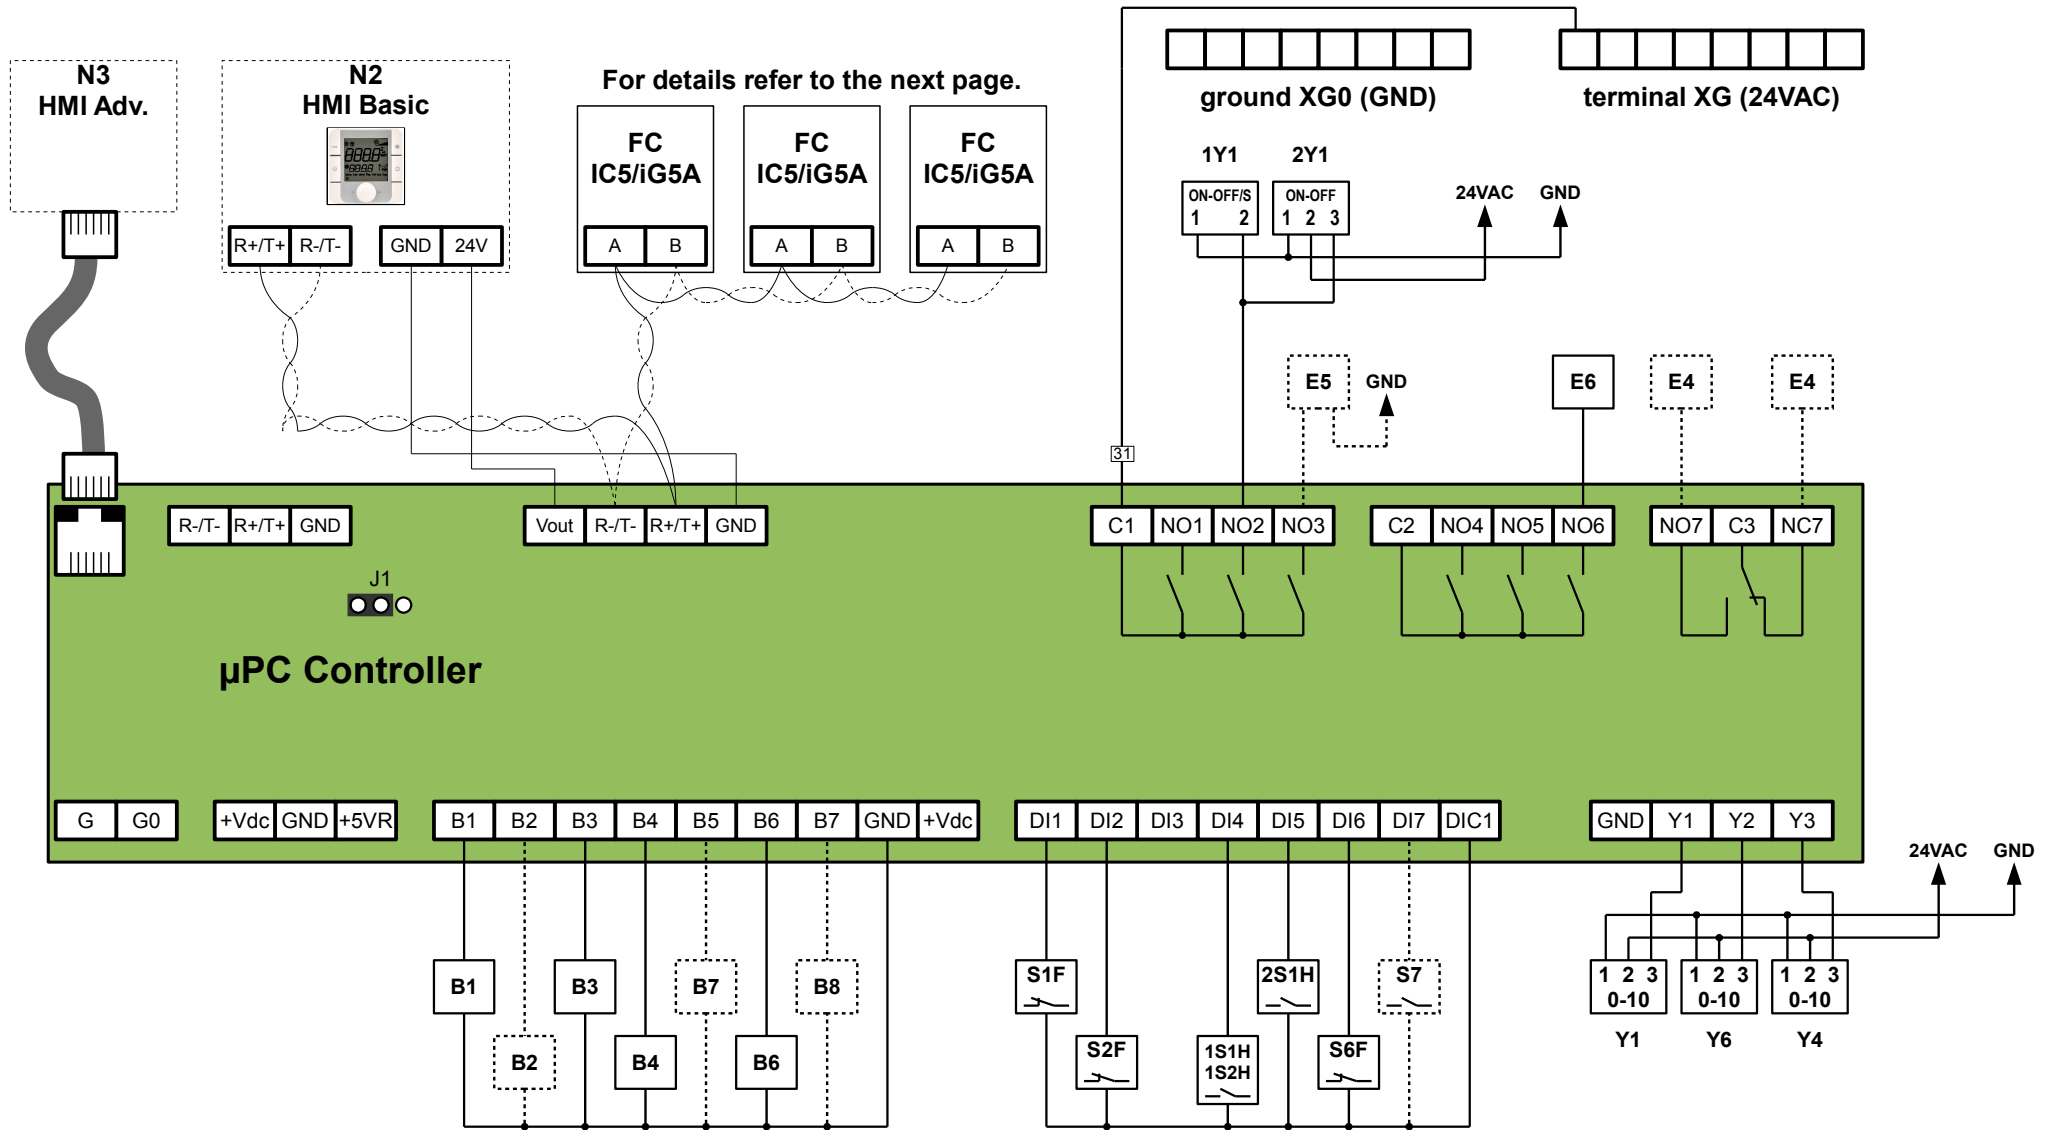 N3
HMI Adv.
N2
HMI Basic
R+/T+ R-/T- GND 24V
For details refer to the next page.
FC
IC5/iG5A
A B
FC
IC5/iG5A
A B
FC
IC5/iG5A
A B
ground XG0 (GND)
terminal XG (24VAC)
1Y1
ON-OFF/S
1 2
2Y1
ON-OFF
1 2 3
24VAC GND
E5 GND E6 E4 E4
31
R-/T- R+/T+ GND
Vout R-/T- R+/T+ GND
C1 NO1 NO2 NO3
C2 NO4 NO5 NO6
NO7 C3 NC7
J1
µPC Controller
G G0
+Vdc GND +5VR
B1 B2 B3 B4 B5 B6 B7 GND +Vdc
DI1 DI2 DI3 DI4 DI5 DI6 DI7 DIC1
GND Y1 Y2 Y3
24VAC GND
B1 B3 B7 B8
B2 B4 B6
S1F 2S1H S7
S2F
1S1H
1S2H
S6F
1 2 3
0-10
Y1
1 2 3
0-10
Y6
1 2 3
0-10
Y4